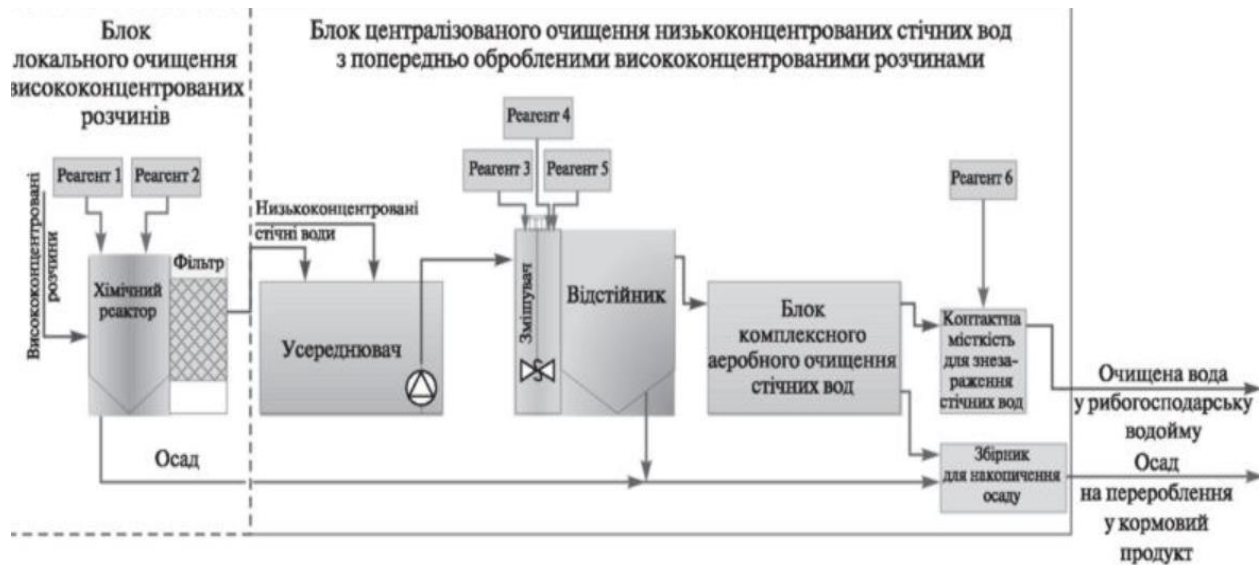 Блок
локального очищення
висококонцентрованих
розчинів
Блок централізованого очищення низькоконцентрованих стічних вод
з попередньо обробленими висококонцентрованими розчинами
Реагент 1
Реагент 2
Висококонцентровані
розчини
Хімічний
реактор
Фільтр
Низькоконцентровані
стічні води
Усереднювач
Реагент 3
Реагент 4
Реагент 5
Змішувач
Відстійник
Блок
комплексного
аеробного очищення
стічних вод
Реагент 6
Контактна
місткість
для знеза-
раження
стічних вод
Очищена вода
у рибогосподарську
водойму
Осад
Збірник
для накопичення
осаду
Осад
на перероблення
у кормовий
продукт